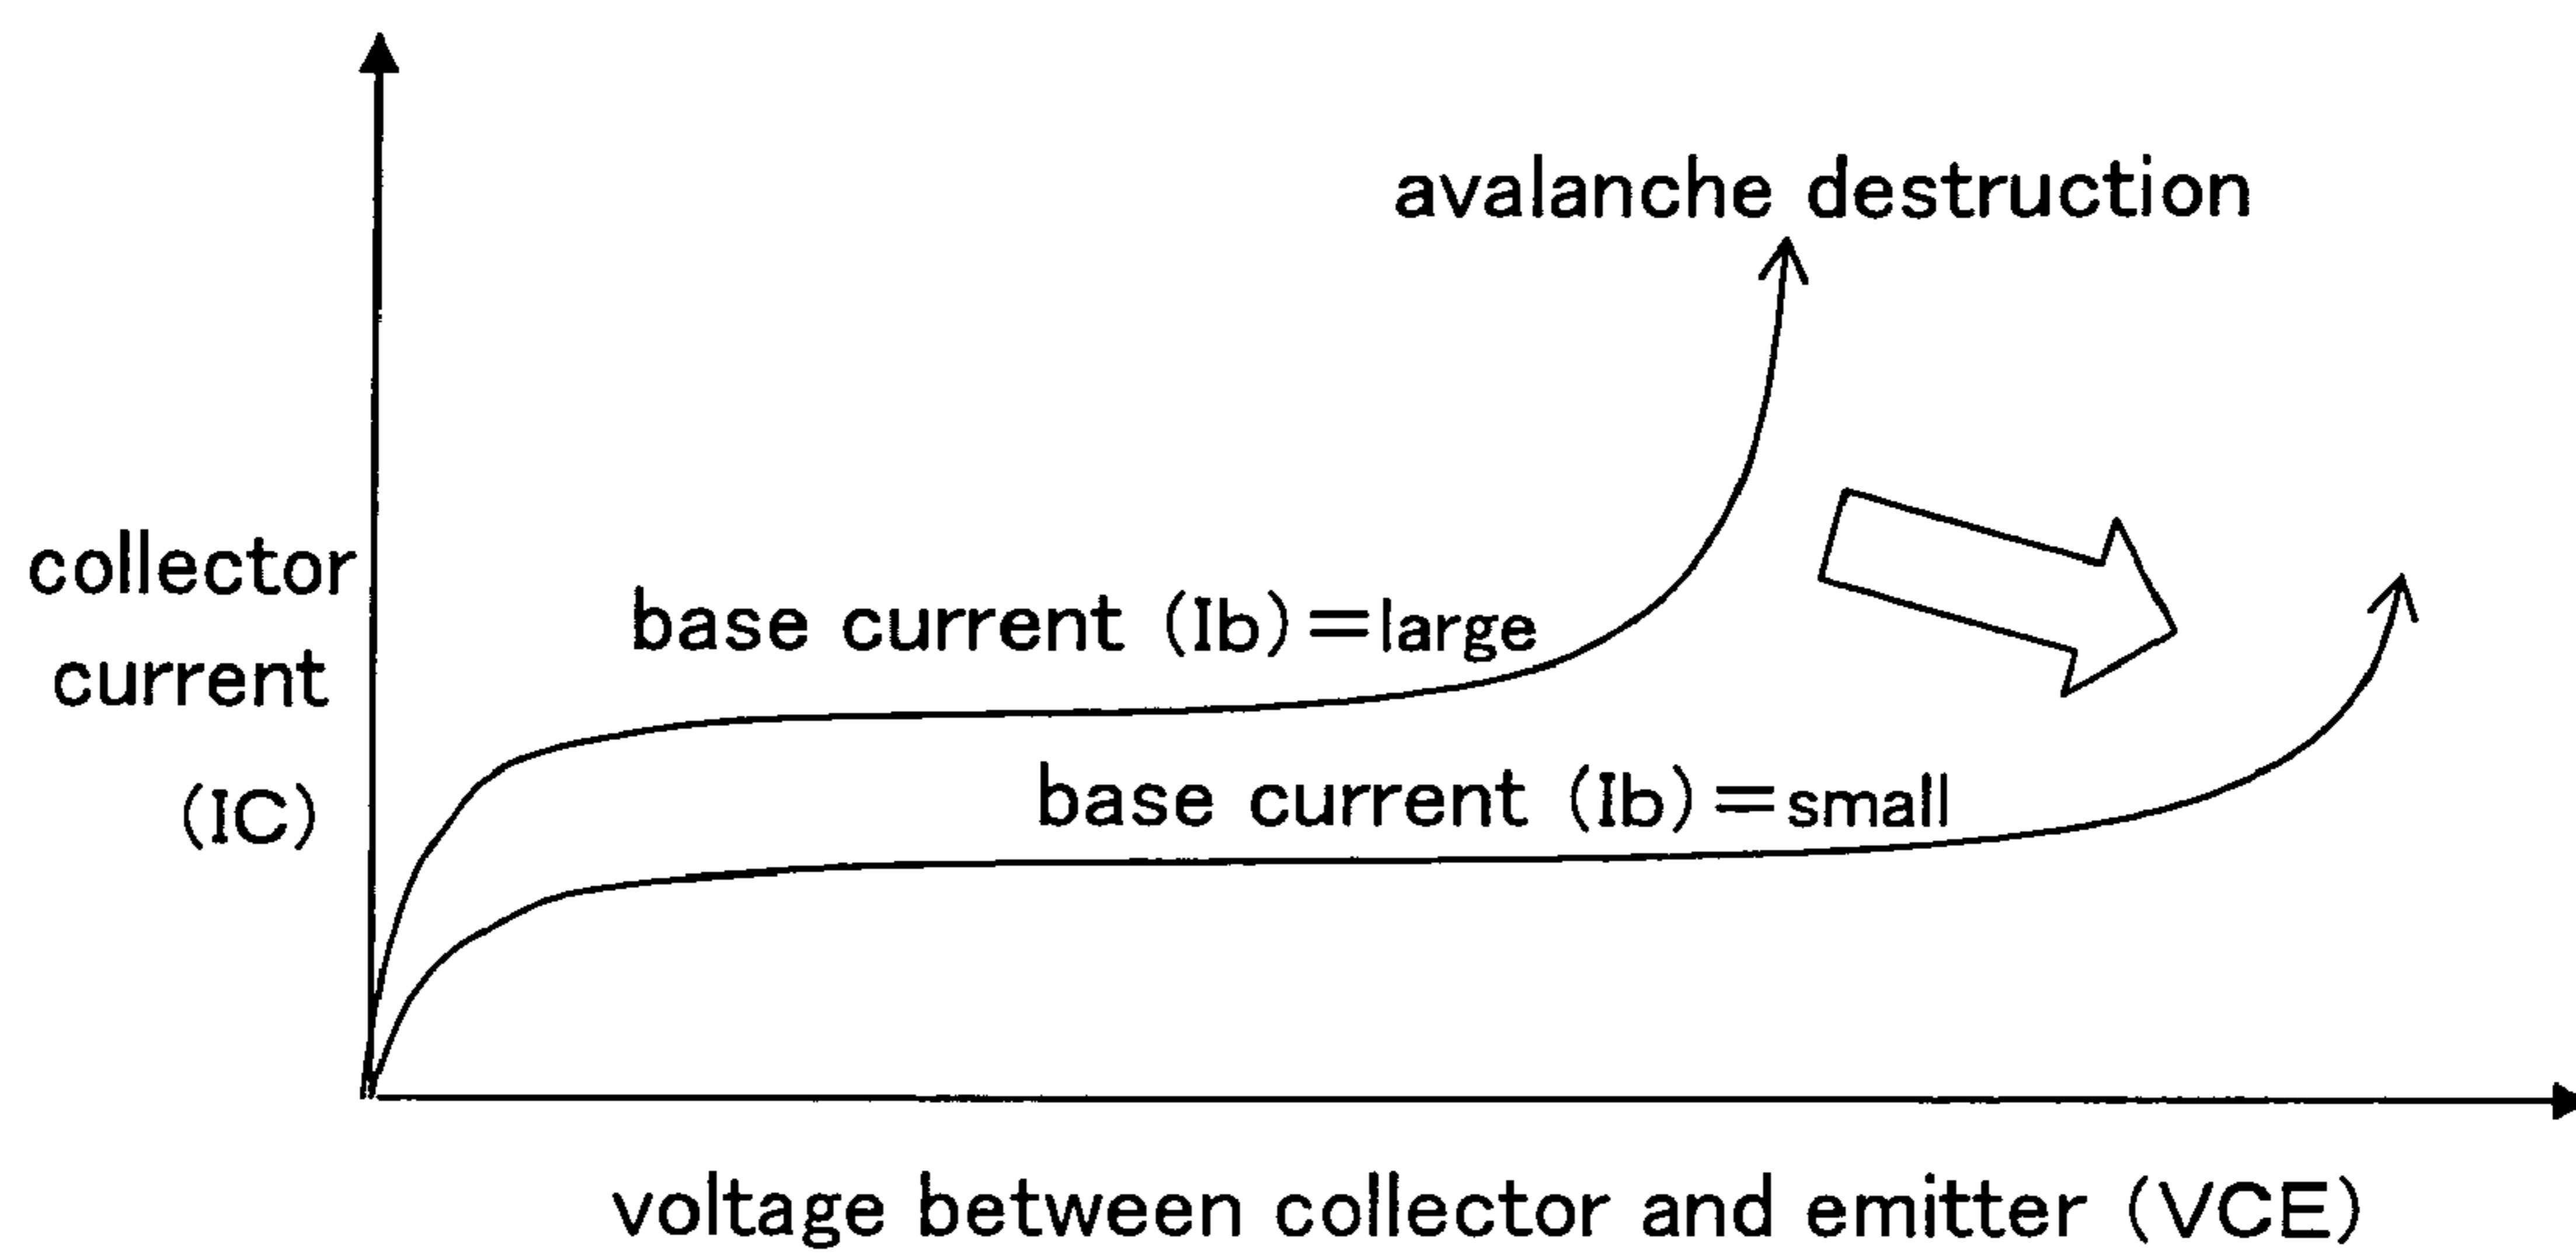 avalanche destruction
collector
current
(IC)
base current (Ib)=large
base current (Ib)=small
voltage between collector and emitter (VCE)